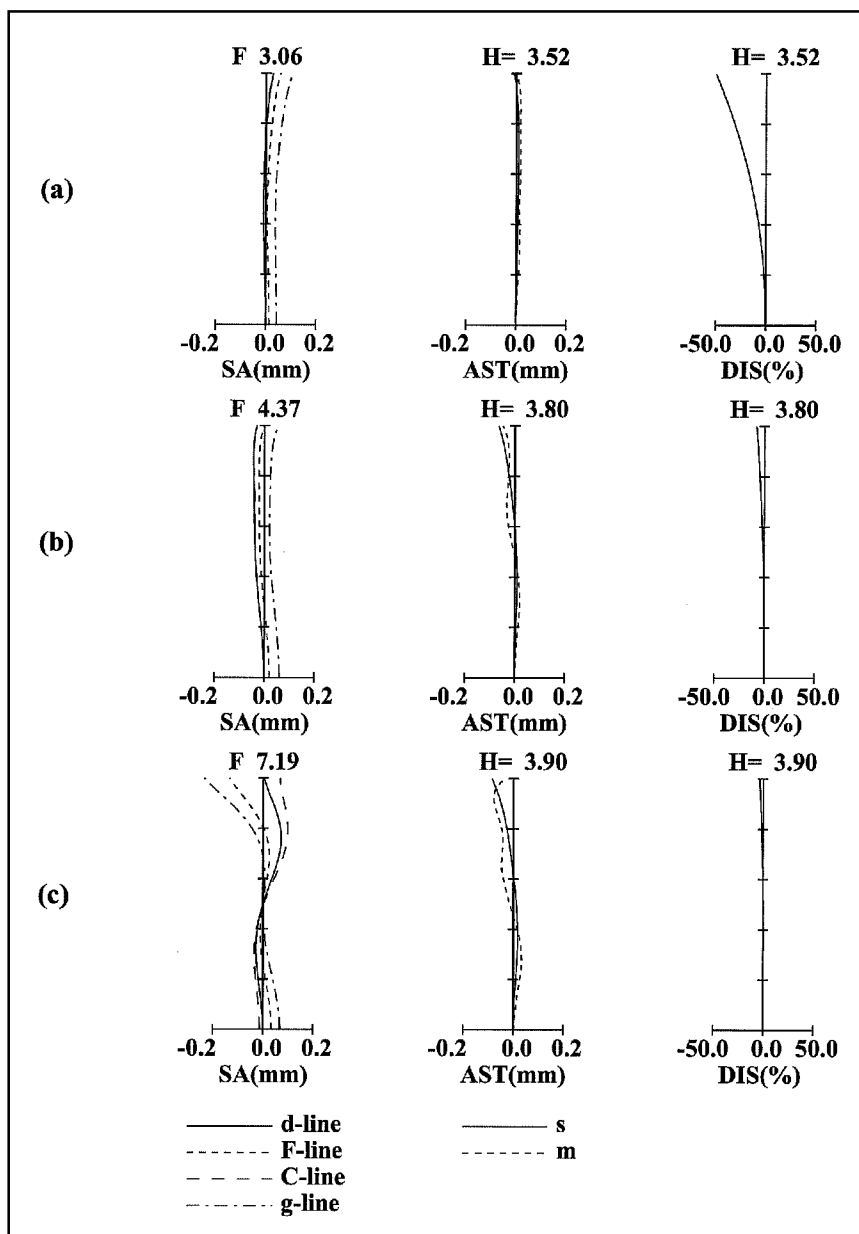 F 3.06 H= 3.52 H= 3.52
(a)
-0.2 0.0 0.2 -0.2 0.0 0.2 -50.0 0.0 50.0
SA(mm) AST(mm) DIS(%)
F 4.37 H= 3.80 H= 3.80
(b)
-0.2 0.0 0.2 -0.2 0.0 0.2 -50.0 0.0 50.0
SA(mm) AST(mm) DIS(%)
F 7.19 H= 3.90 H= 3.90
(c)
-0.2 0.0 0.2 -0.2 0.0 0.2 -50.0 0.0 50.0
SA(mm) AST(mm) DIS(%)
d-line s
F-line m
C-line
g-line